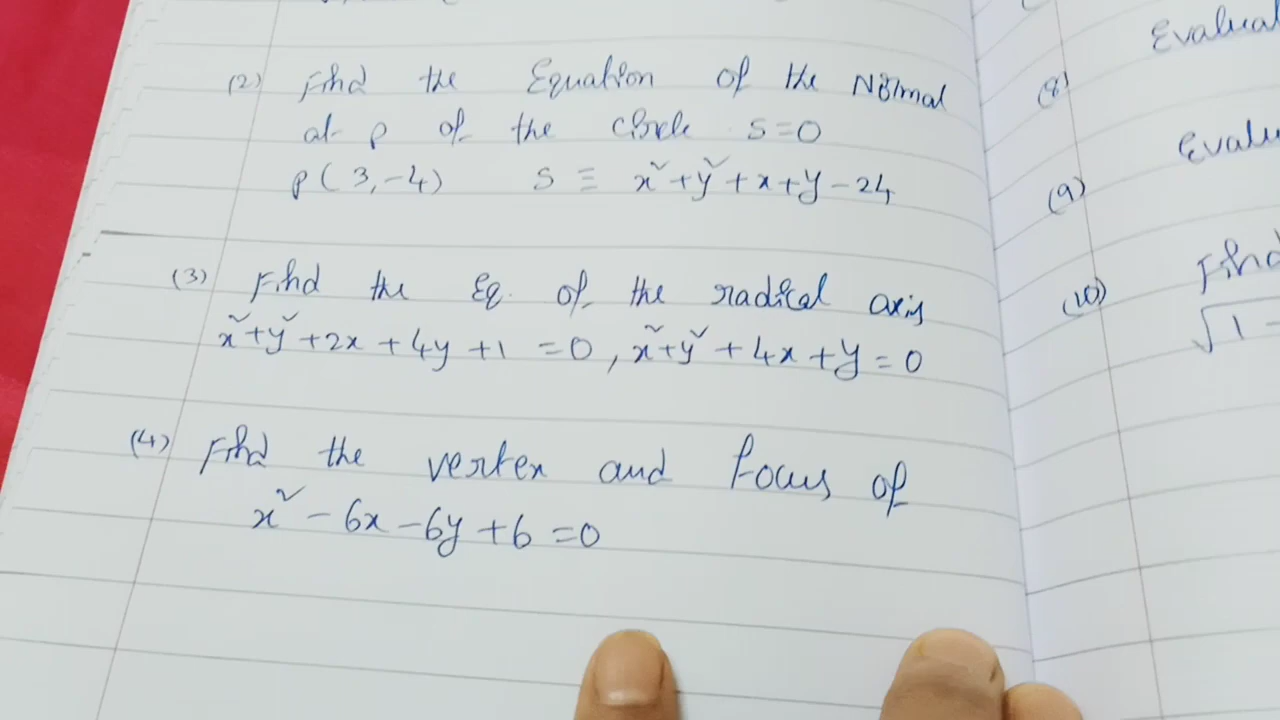 (2) Find the Equation of the Normal
at P of the circle S=0
P(3,-4) S ≡ x²+y²+x+y-24
(3) Find the Eq. of the radical axis
x²+y²+2x+4y+1=0, x²+y²+4x+y=0
(4) Find the vertex and focus of
x²-6x-6y+6=0
(8)
Evalua
(9)
Evalu
(10) Find
√1-